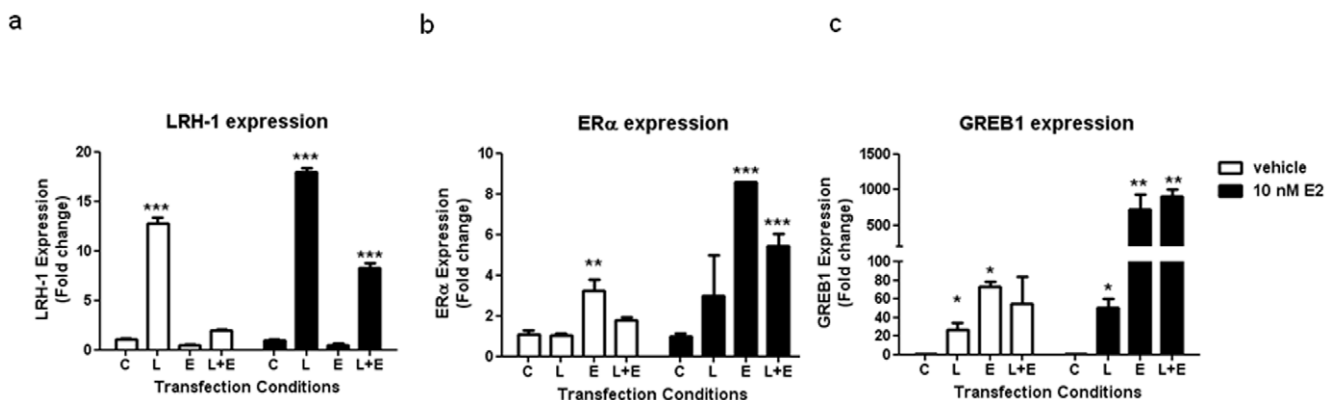 a
LRH-1 expression
LRH-1 Expression
(Fold change)
20
15
10
5
0
***
***
***
C L E L+E C L E L+E
Transfection Conditions
b
ERα expression
ERα Expression
(Fold change)
10
8
6
4
2
0
**
***
***
C L E L+E C L E L+E
Transfection Conditions
c
GREB1 expression
GREB1 Expression
(Fold change)
1500
1000
500
100
80
60
40
20
0
*
*
*
**
**
C L E L+E C L E L+E
Transfection Conditions
vehicle
10 nM E2